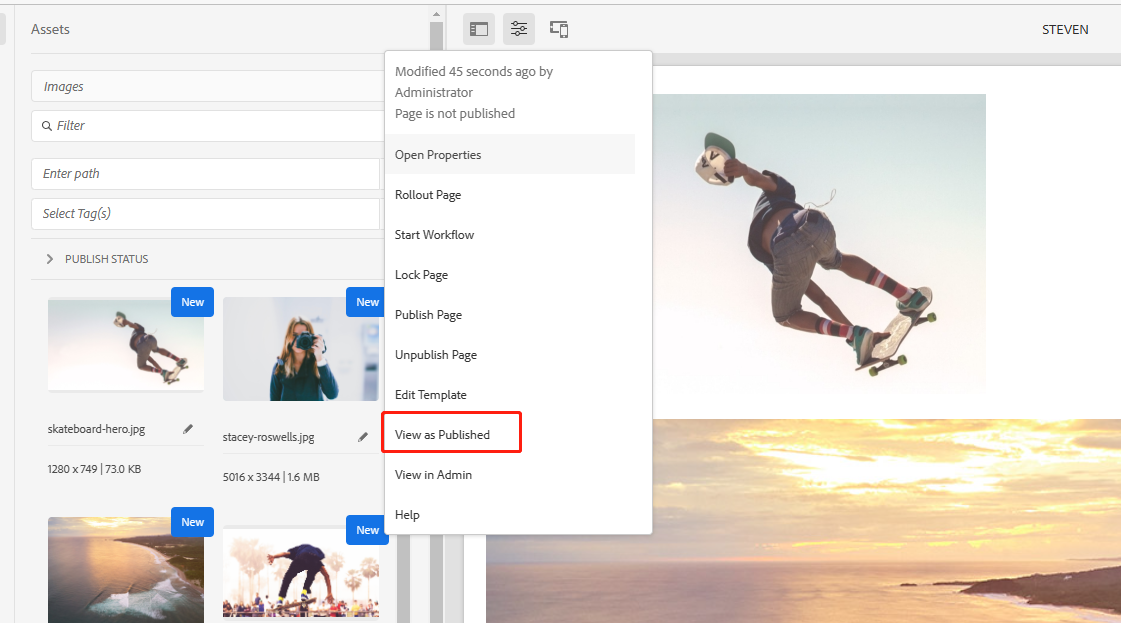 Assets
STEVEN
Images
Filter
Enter path
Select Tag(s)
PUBLISH STATUS
New
New
skateboard-hero.jpg
1280 x 749 | 73.0 KB
stacey-roswells.jpg
5016 x 3344 | 1.6 MB
New
New
Modified 45 seconds ago by
Administrator
Page is not published
Open Properties
Rollout Page
Start Workflow
Lock Page
Publish Page
Unpublish Page
Edit Template
View as Published
View in Admin
Help